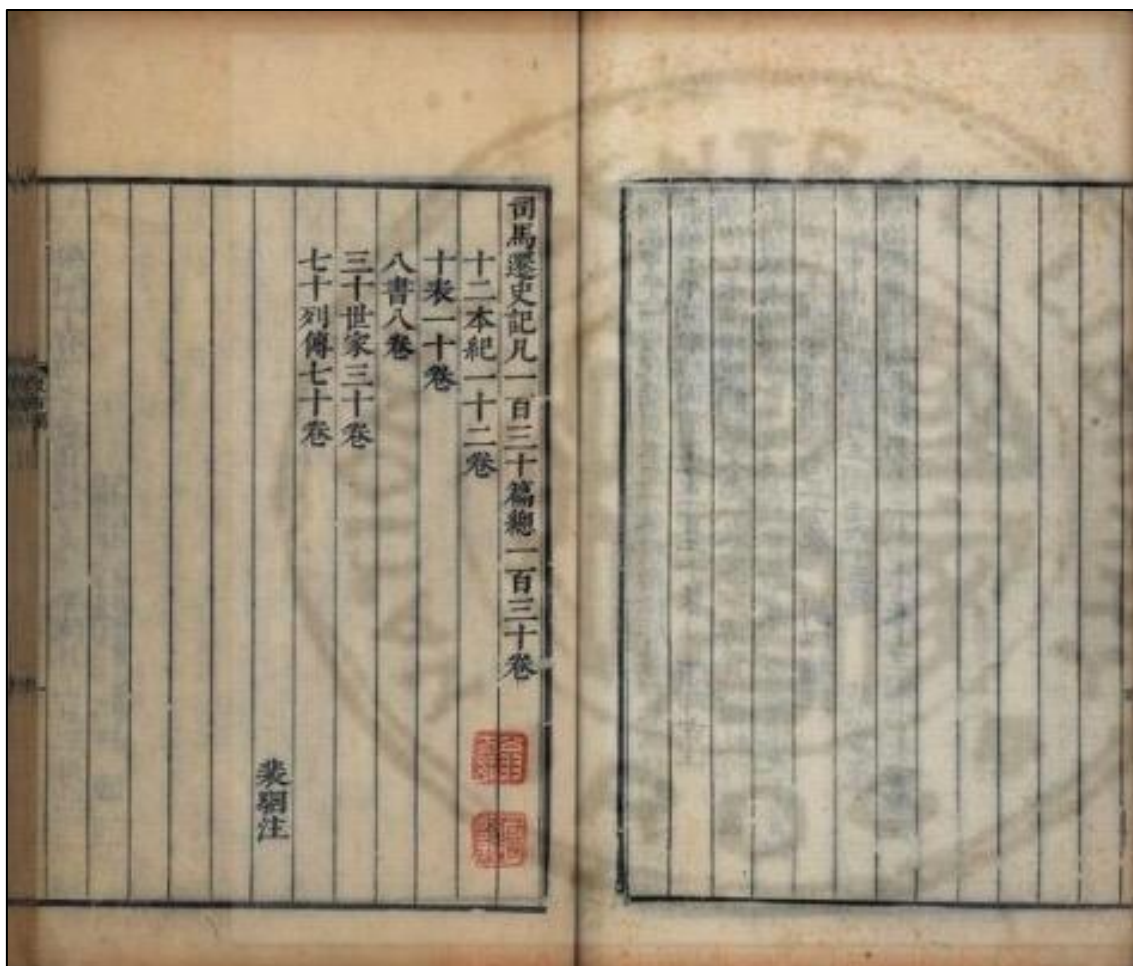 司馬遷史記凡一百三十篇總一百三十卷
十二本紀一十二卷
十表一十卷
八書八卷
三十世家三十卷
七十列傳七十卷
裴駰注